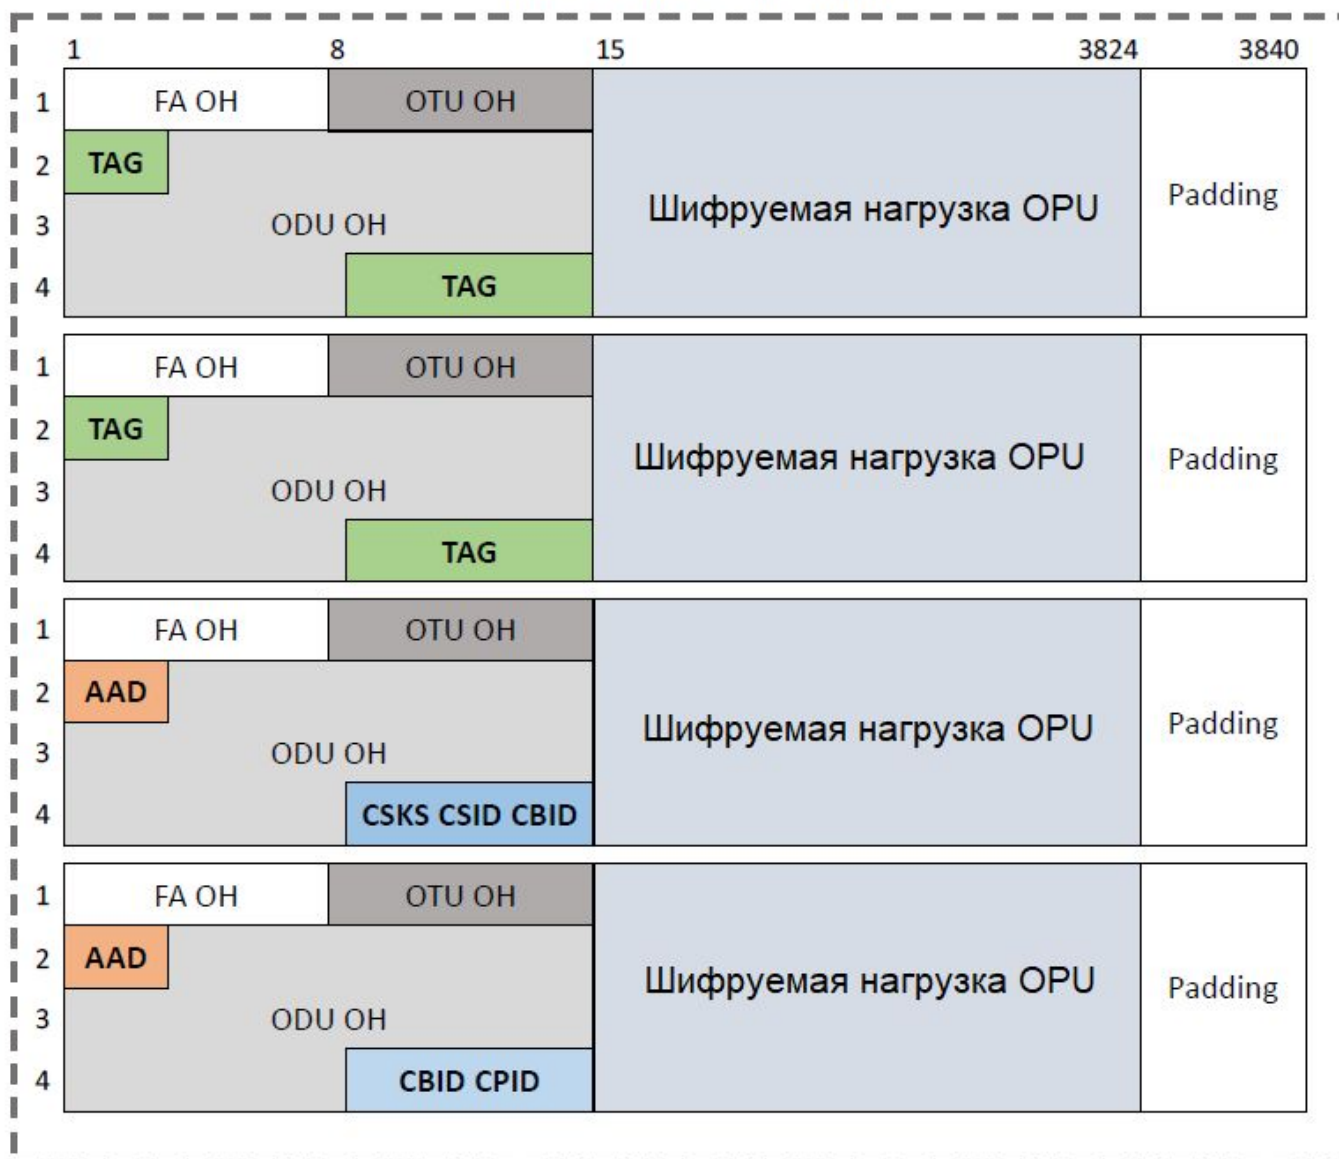 1 8 15 3824 3840
1 FA OH OTU OH
2 TAG
Шифруемая нагрузка OPU Padding
3 ODU OH
4 TAG
1 FA OH OTU OH
2 TAG
Шифруемая нагрузка OPU Padding
3 ODU OH
4 TAG
1 FA OH OTU OH
2 AAD
Шифруемая нагрузка OPU Padding
3 ODU OH
4 CSKS CSID CBID
1 FA OH OTU OH
2 AAD
Шифруемая нагрузка OPU Padding
3 ODU OH
4 CBID CPID